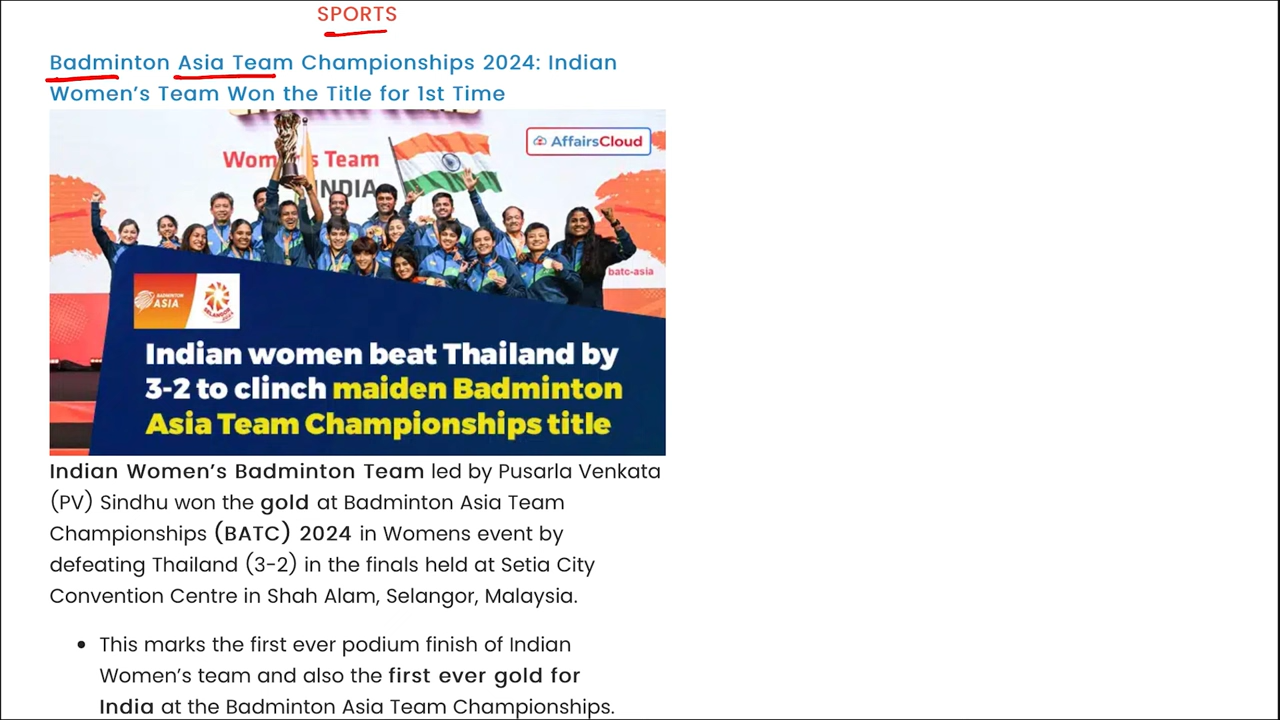 SPORTS
Badminton Asia Team Championships 2024: Indian
Women's Team Won the Title for 1st Time
AffairsCloud
Women's Team
INDIA
batc-asia
BADMINTON
ASIA
SELANGOR
2024
Indian women beat Thailand by
3-2 to clinch maiden Badminton
Asia Team Championships title
Indian Women's Badminton Team led by Pusarla Venkata
(PV) Sindhu won the gold at Badminton Asia Team
Championships (BATC) 2024 in Womens event by
defeating Thailand (3-2) in the finals held at Setia City
Convention Centre in Shah Alam, Selangor, Malaysia.
• This marks the first ever podium finish of Indian
Women's team and also the first ever gold for
India at the Badminton Asia Team Championships.